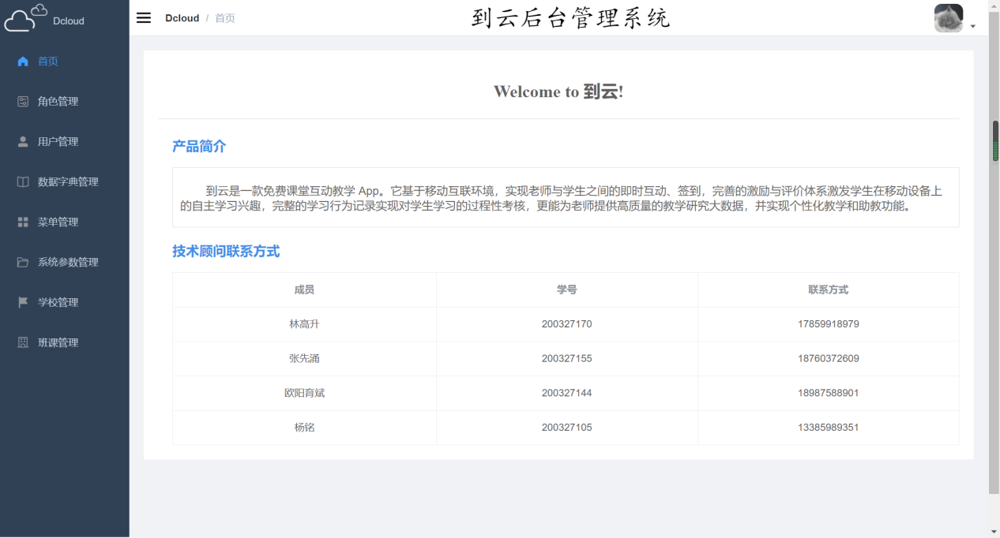 Dcloud
Dcloud / 首页
到云后台管理系统
首页
角色管理
用户管理
数据字典管理
菜单管理
系统参数管理
学校管理
班课管理
Welcome to 到云!
产品简介
到云是一款免费课堂互动教学 App。它基于移动互联环境，实现老师与学生之间的即时互动、签到，完善的激励与评价体系激发学生在移动设备上
的自主学习兴趣，完整的学习行为记录实现对学生学习的过程性考核，更能为老师提供高质量的教学研究大数据，并实现个性化教学和助教功能。
技术顾问联系方式
成员 学号 联系方式
林高升 200327170 17859918979
张先涌 200327155 18760372609
欧阳育斌 200327144 18987588901
杨铭 200327105 13385989351